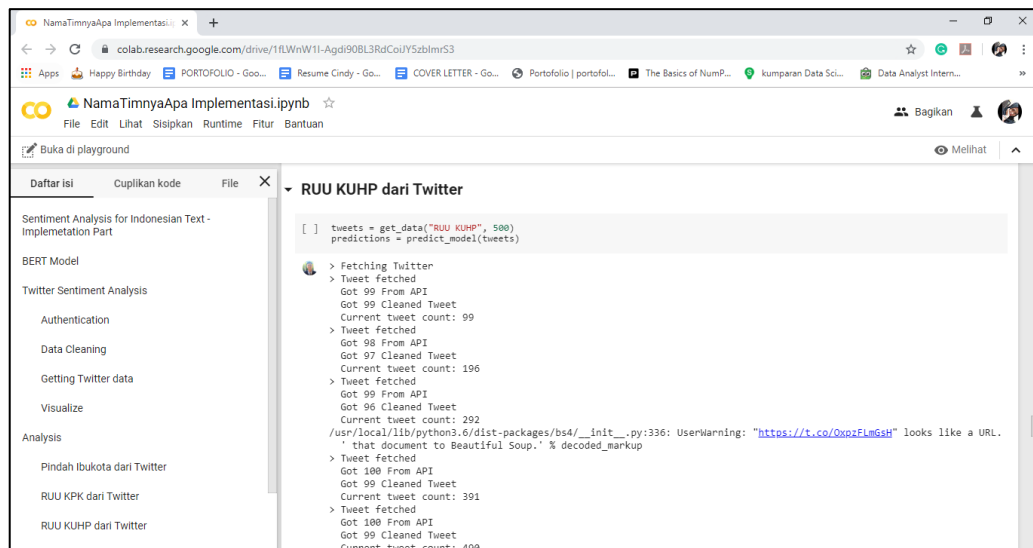 NamaTimnyaApa Implementasi.i
colab.research.google.com/drive/1fLWnW1I-Agdi90BL3RdCoiJY5zbImrS3
Apps
Happy Birthday
PORTOFOLIO - Goo...
Resume Cindy - Go...
COVER LETTER - Go...
Portofolio | portofol...
The Basics of NumP...
kumparan Data Sci...
Data Analyst Intern...
»
CO
NamaTimnyaApa Implementasi.ipynb
File Edit Lihat Sisipkan Runtime Fitur Bantuan
Bagikan
Buka di playground
Melihat
Daftar isi
Cuplikan kode
File
Sentiment Analysis for Indonesian Text -
Implemetation Part
BERT Model
Twitter Sentiment Analysis
Authentication
Data Cleaning
Getting Twitter data
Visualize
Analysis
Pindah Ibukota dari Twitter
RUU KPK dari Twitter
RUU KUHP dari Twitter
RUU KUHP dari Twitter
[ ] tweets = get_data("RUU KUHP", 500)
predictions = predict_model(tweets)
> Fetching Twitter
> Tweet fetched
Got 99 From API
Got 99 Cleaned Tweet
Current tweet count: 99
> Tweet fetched
Got 98 From API
Got 97 Cleaned Tweet
Current tweet count: 196
> Tweet fetched
Got 99 From API
Got 96 Cleaned Tweet
Current tweet count: 292
/usr/local/lib/python3.6/dist-packages/bs4/__init__.py:336: UserWarning: "https://t.co/OxpzFLmGsH" looks like a URL.
' that document to Beautiful Soup.' % decoded_markup
> Tweet fetched
Got 100 From API
Got 99 Cleaned Tweet
Current tweet count: 391
> Tweet fetched
Got 100 From API
Got 99 Cleaned Tweet
Current tweet count: 490